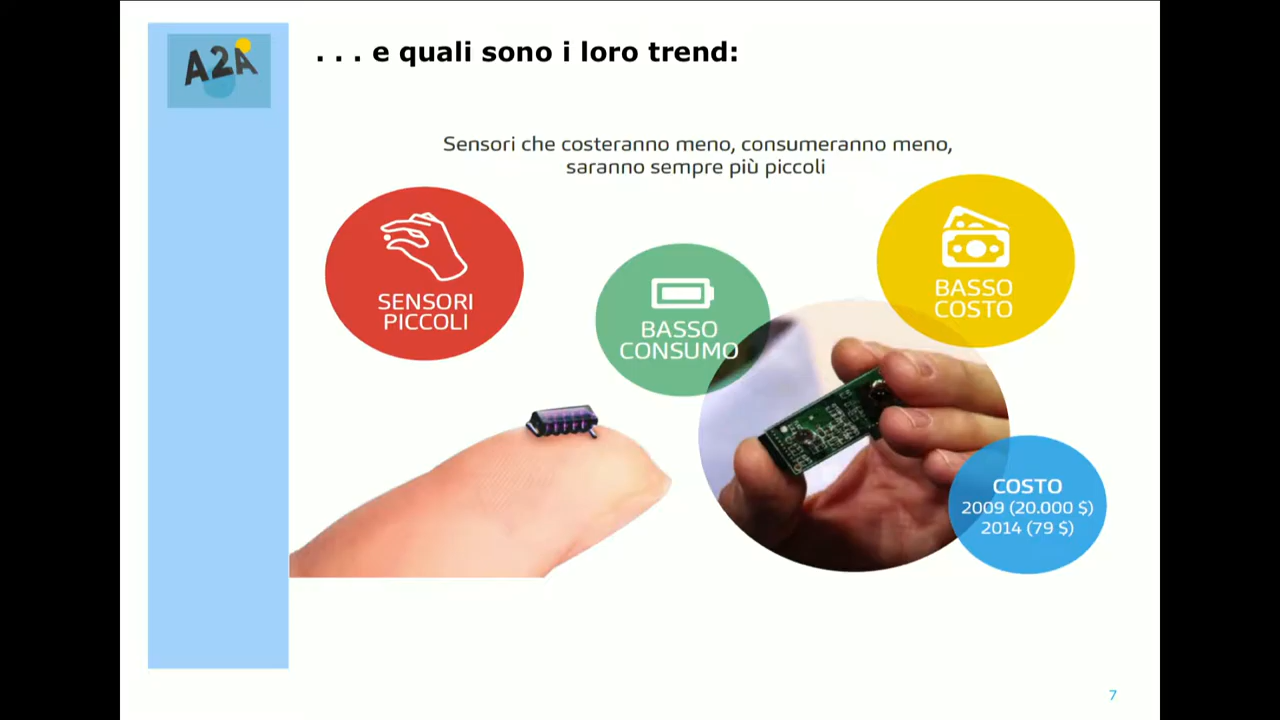 A2A
. . . e quali sono i loro trend:
Sensori che costeranno meno, consumeranno meno,
saranno sempre più piccoli
SENSORI
PICCOLI
BASSO
CONSUMO
BASSO
COSTO
COSTO
2009 (20.000 $)
2014 (79 $)
7